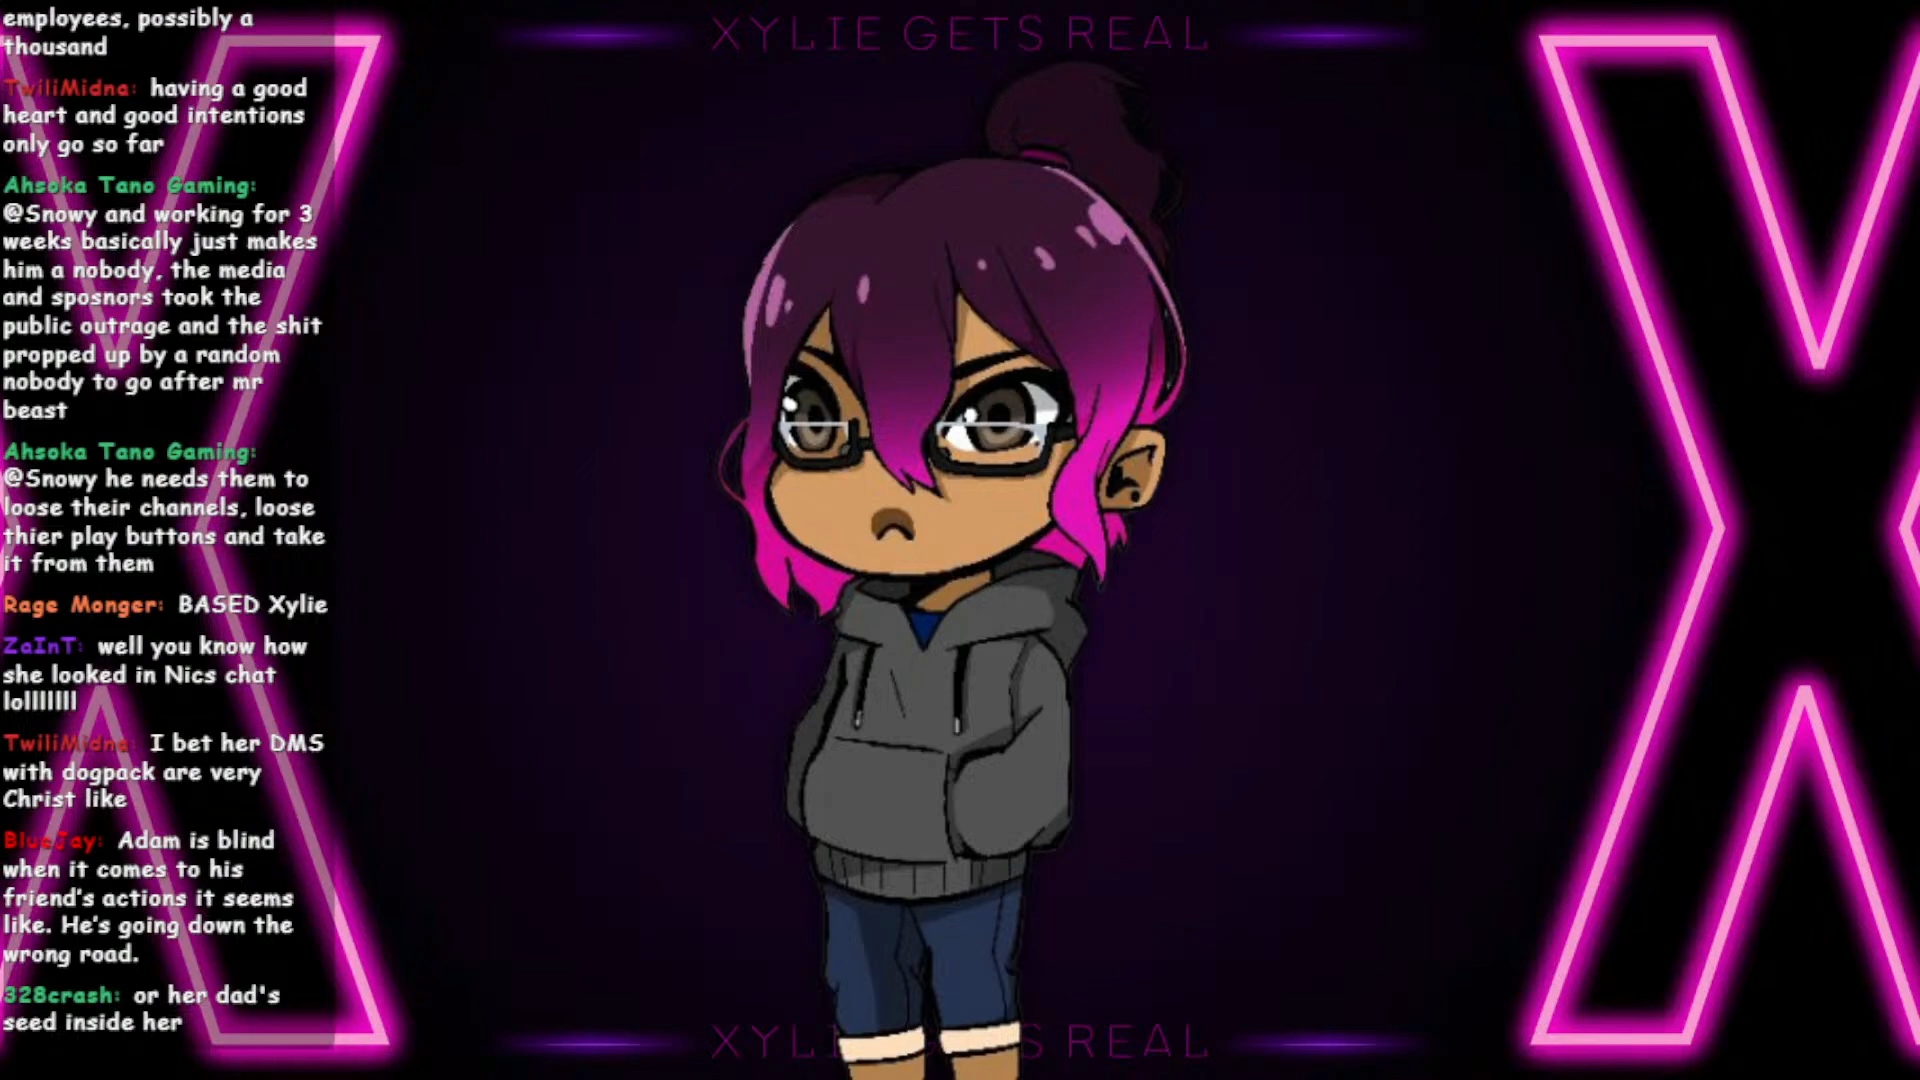 XYLIE GETS REAL
employees, possibly a
thousand
TwiliMidna: having a good
heart and good intentions
only go so far
Ahsoka Tano Gaming:
@Snowy and working for 3
weeks basically just makes
him a nobody, the media
and sposnors took the
public outrage and the shit
propped up by a random
nobody to go after mr
beast
Ahsoka Tano Gaming:
@Snowy he needs them to
loose their channels, loose
thier play buttons and take
it from them
Rage Monger: BASED Xylie
ZaInT: well you know how
she looked in Nics chat
lolllllll
TwiliMidna: I bet her DMS
with dogpack are very
Christ like
BlueJay: Adam is blind
when it comes to his
friend's actions it seems
like. He's going down the
wrong road.
328crash: or her dad's
seed inside her
XYLI S REAL